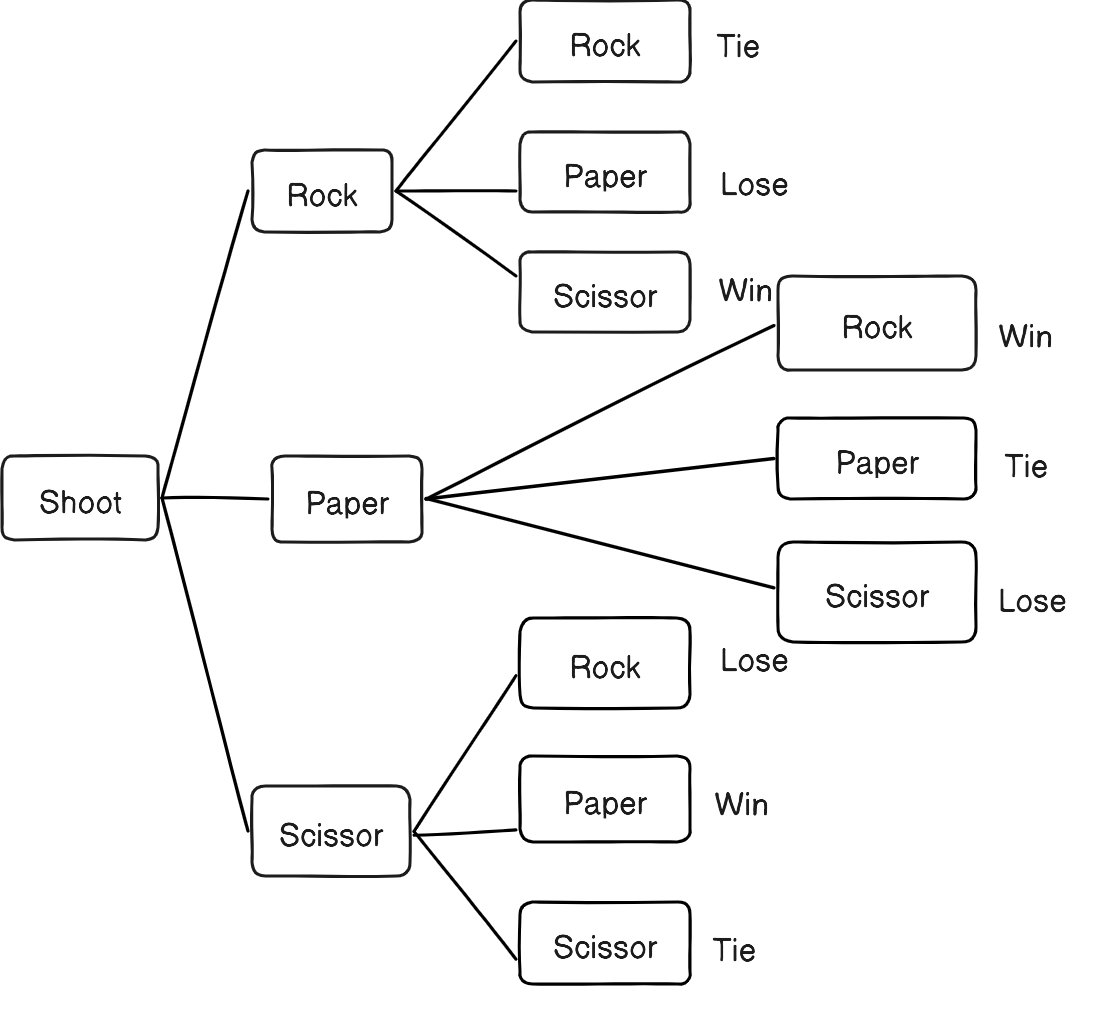 Shoot
Rock
Rock Tie
Paper Lose
Scissor Win
Paper
Rock Win
Paper Tie
Scissor Lose
Scissor
Rock Lose
Paper Win
Scissor Tie